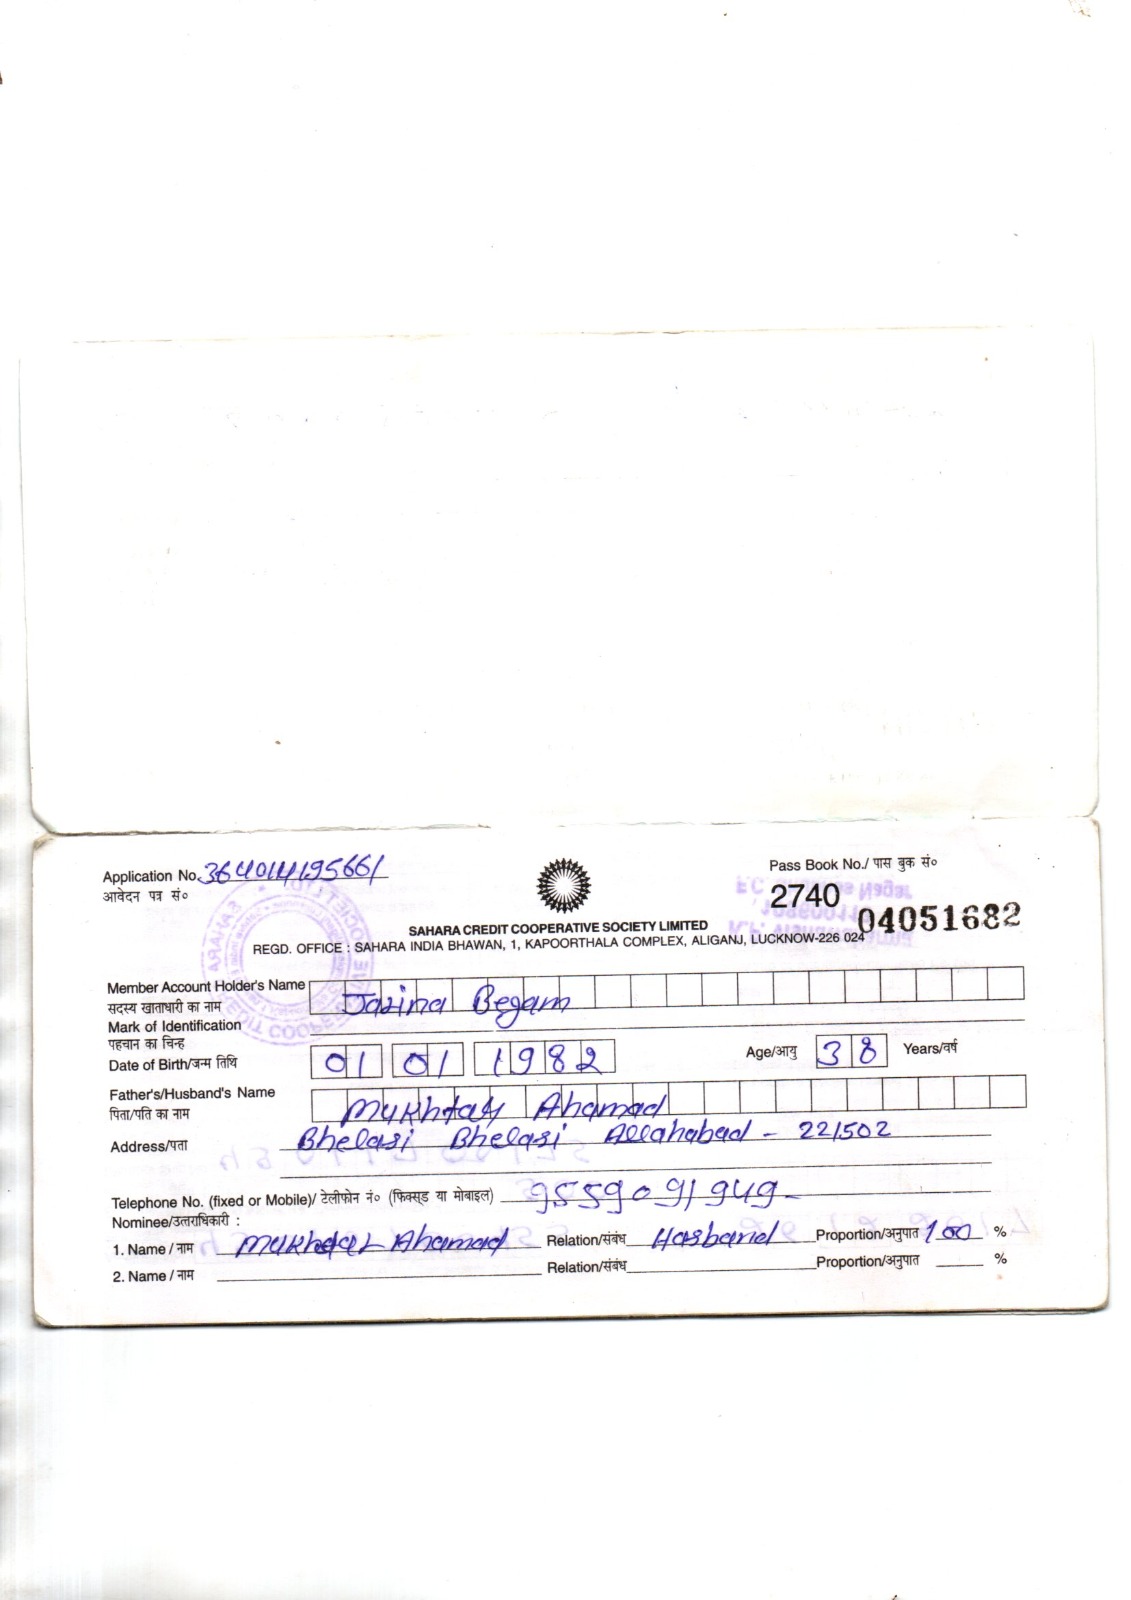 Application No. 364014195661
आवेदन पत्र सं०
Pass Book No./ पास बुक सं०
2740 04051682
SAHARA CREDIT COOPERATIVE SOCIETY LIMITED
REGD. OFFICE : SAHARA INDIA BHAWAN, 1, KAPOORTHALA COMPLEX, ALIGANJ, LUCKNOW-226 024
Member Account Holder's Name Jarina Begam
सदस्य खाताधारी का नाम
Mark of Identification
पहचान का चिन्ह
Date of Birth/जन्म तिथि 01 01 1982 Age/आयु 38 Years/वर्ष
Father's/Husband's Name Mukhtar Ahamad
पिता/पति का नाम
Address/पता Bhelasi Bhelasi Allahabad - 221502
Telephone No. (fixed or Mobile)/ टेलीफोन नं० (फिक्सड या मोबाइल) 9559091949-
Nominee/उत्तराधिकारी :
1. Name / नाम Mukhtar Ahamad Relation/संबंध Hasband Proportion/अनुपात 100 %
2. Name / नाम Relation/संबंध Proportion/अनुपात %